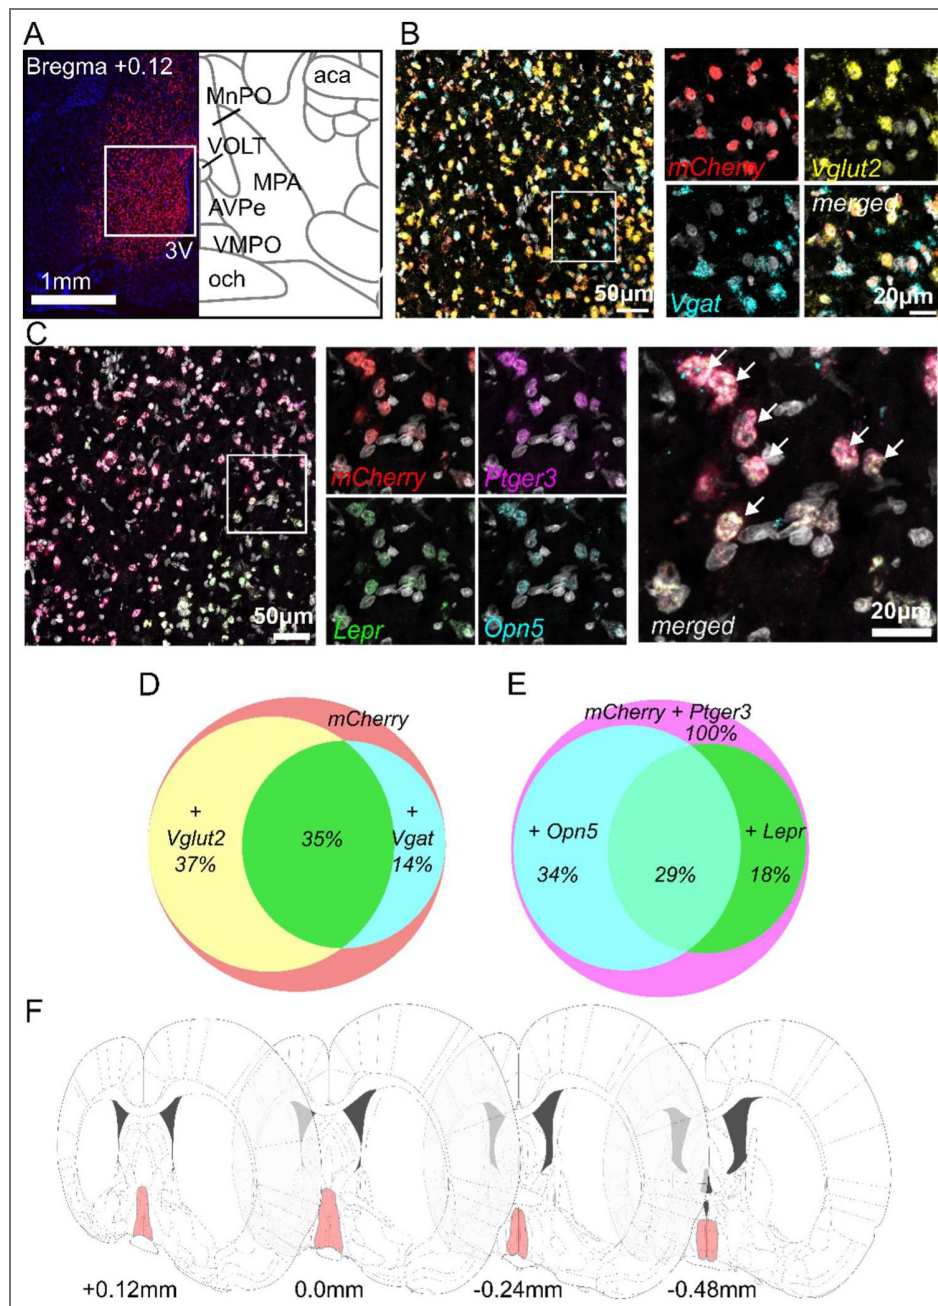 A
Bregma +0.12
aca
MnPO
VOLT
MPA
AVPe
VMPO
3V
och
1mm
B
50µm
mCherry
Vglut2
Vgat
merged
20µm
C
50µm
mCherry
Ptger3
Lepr
Opn5
merged
20µm
D
mCherry
+
Vglut2
37%
35%
+
Vgat
14%
E
mCherry + Ptger3
100%
+ Opn5
34%
29%
+ Lepr
18%
F
+0.12mm
0.0mm
-0.24mm
-0.48mm